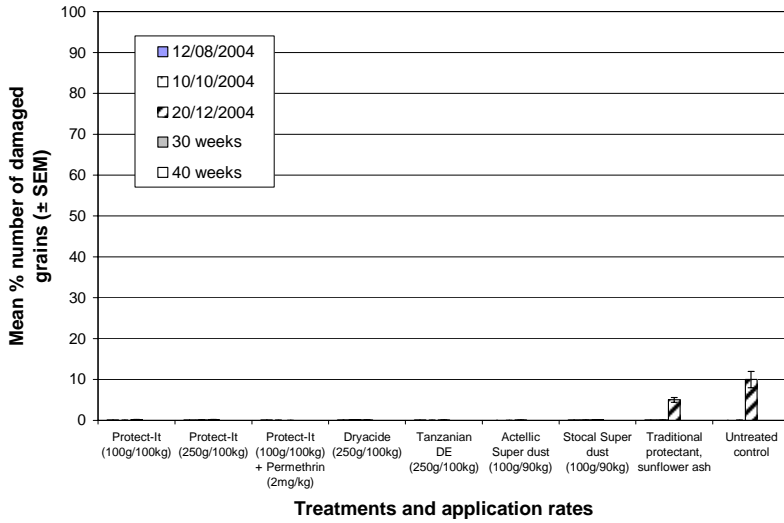 100
90
80
70
60
50
40
30
20
10
0
Mean % number of damaged
grains (± SEM)
12/08/2004
10/10/2004
20/12/2004
30 weeks
40 weeks
Protect-It
(100g/100kg)
Protect-It
(250g/100kg)
Protect-It
(100g/100kg)
+ Permethrin
(2mg/kg)
Dryacide
(250g/100kg)
Tanzanian
DE
(250g/100kg)
Actellic
Super dust
(100g/90kg)
Stocal Super
dust
(100g/90kg)
Traditional
protectant,
sunflower ash
Untreated
control
Treatments and application rates